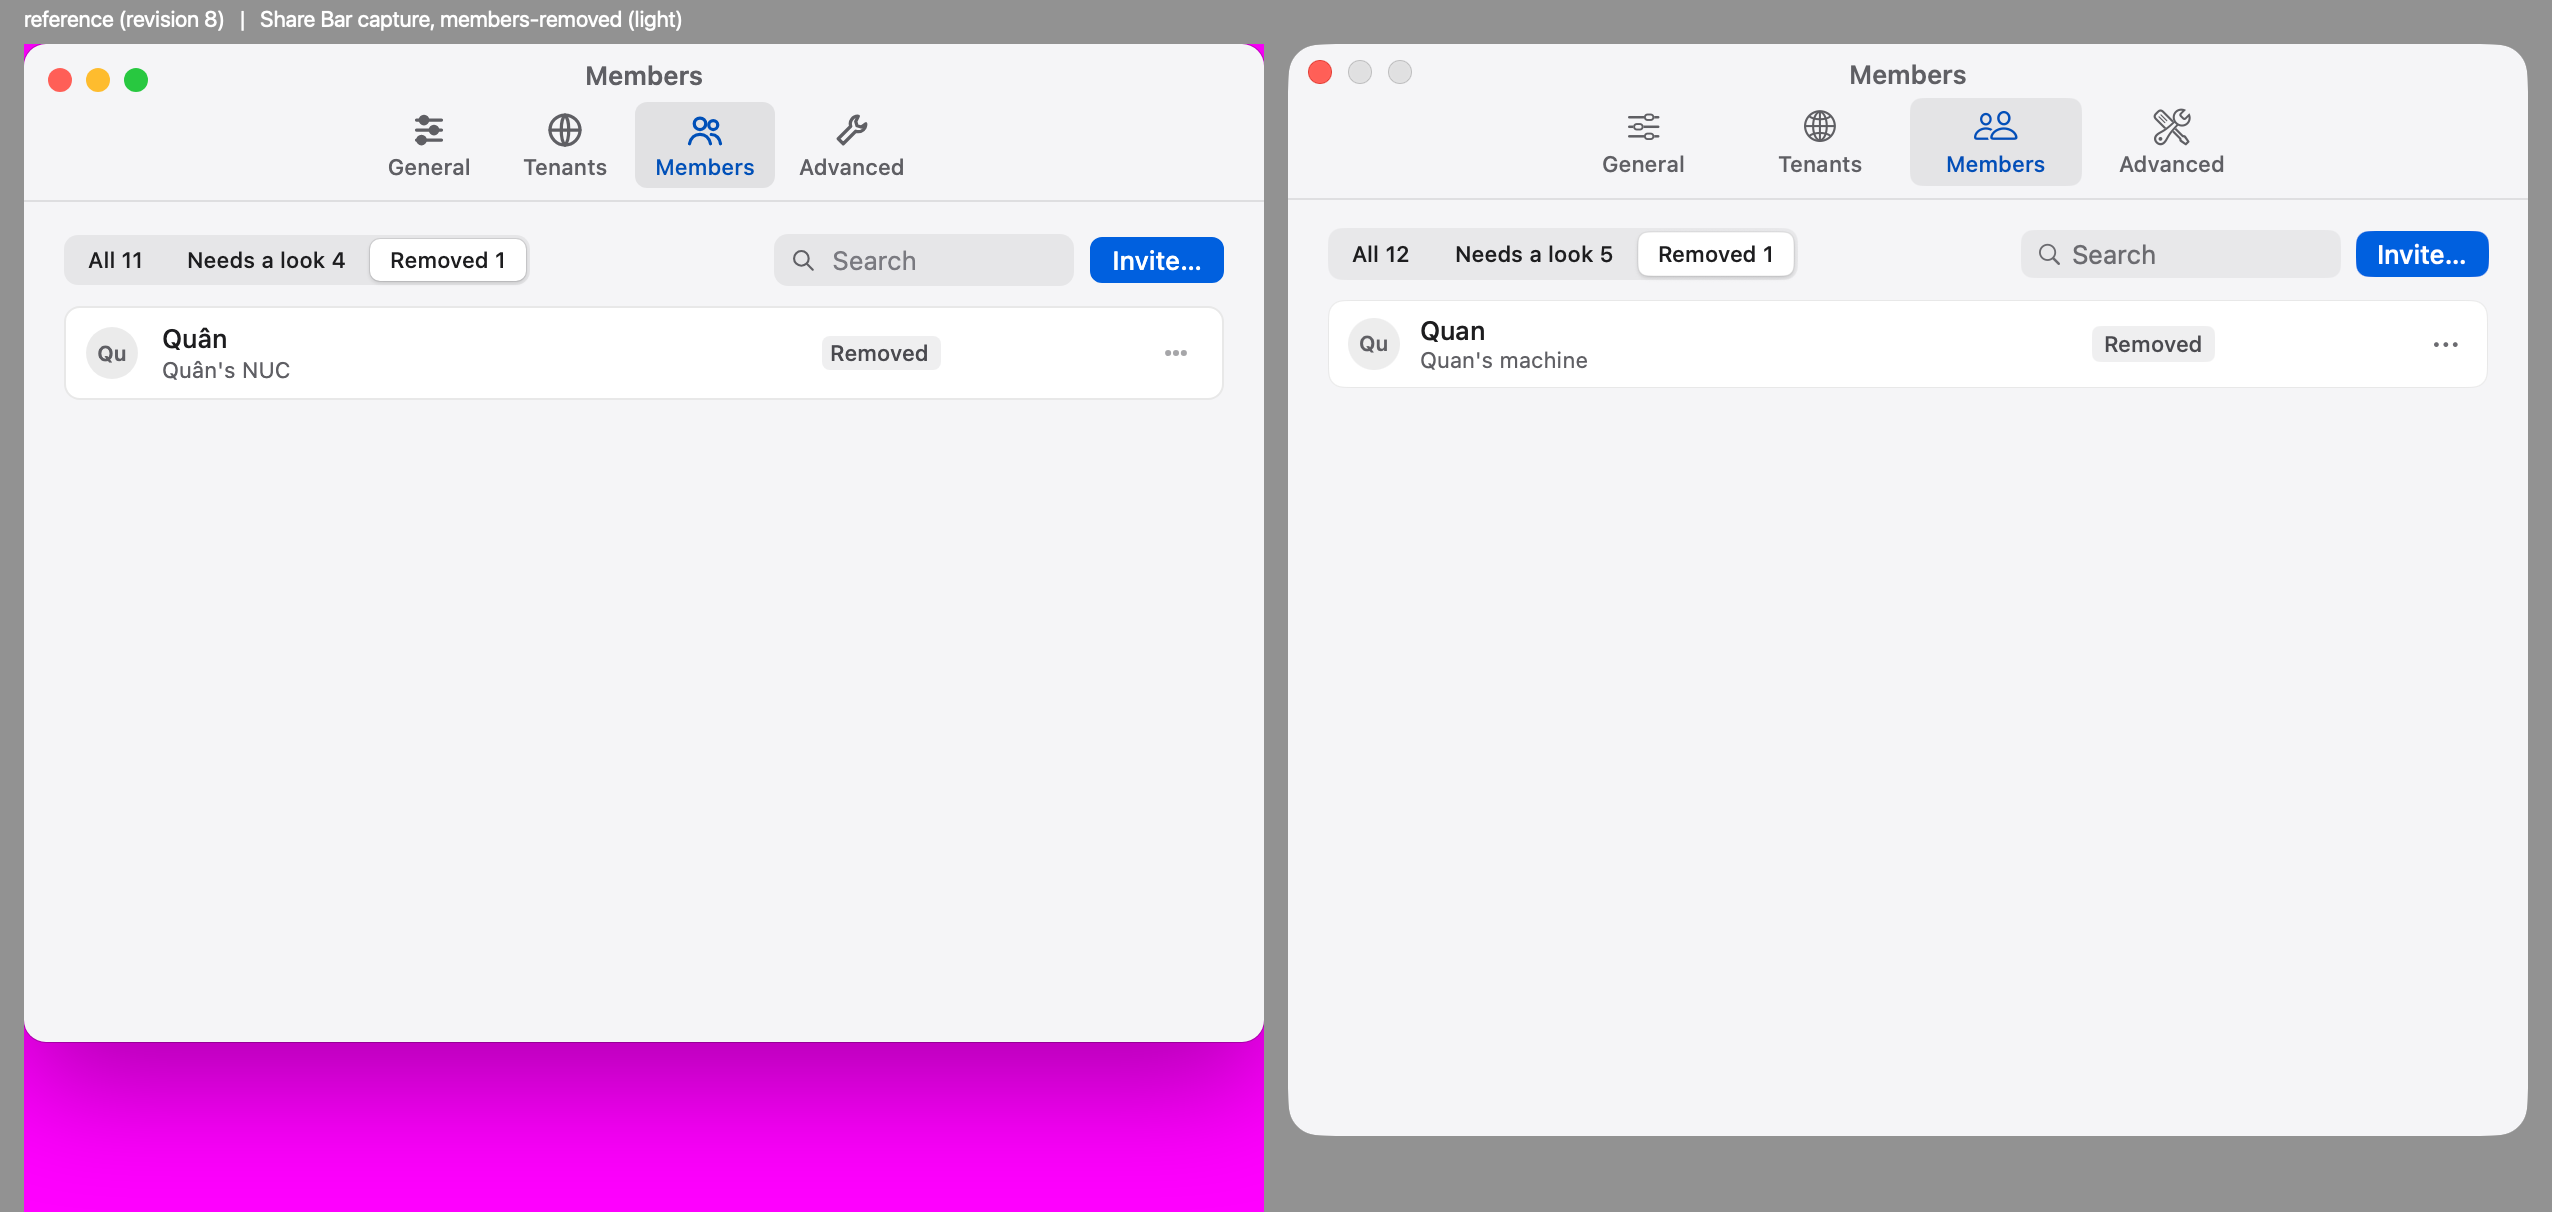 reference (revision 8) | Share Bar capture, members-removed (light)
Members
General Tenants Members Advanced
All 11 Needs a look 4 Removed 1 Search Invite...
Qu Quân Removed
Quân's NUC
Members
General Tenants Members Advanced
All 12 Needs a look 5 Removed 1 Search Invite...
Qu Quan Removed
Quan's machine